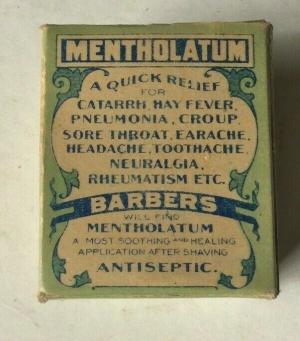 MENTHOLATUM
A QUICK RELIEF
FOR
CATARRH, HAY FEVER,
PNEUMONIA, CROUP,
SORE THROAT, EARACHE,
HEADACHE, TOOTHACHE,
NEURALGIA,
RHEUMATISM ETC.
BARBERS
WILL FIND
MENTHOLATUM
A MOST SOOTHING AND HEALING
APPLICATION AFTER SHAVING
ANTISEPTIC.